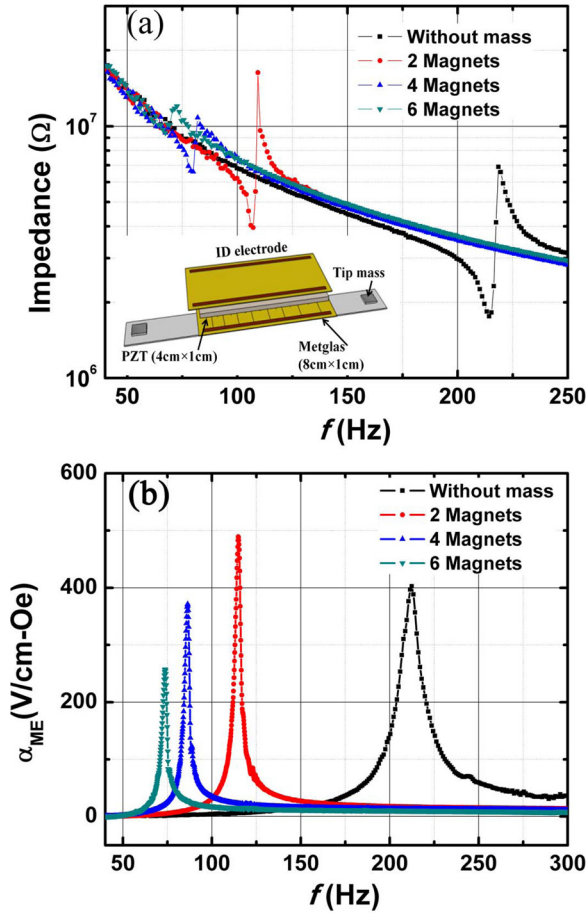 (a)
Without mass
2 Magnets
4 Magnets
6 Magnets
10⁷
Impedance (Ω)
ID electrode
Tip mass
PZT (4cm×1cm)
Metglas
(8cm×1cm)
10⁶
50 100 150 200 250
f (Hz)
600
(b)
Without mass
2 Magnets
4 Magnets
6 Magnets
400
αME(V/cm-Oe)
200
0
50 100 150 200 250 300
f (Hz)